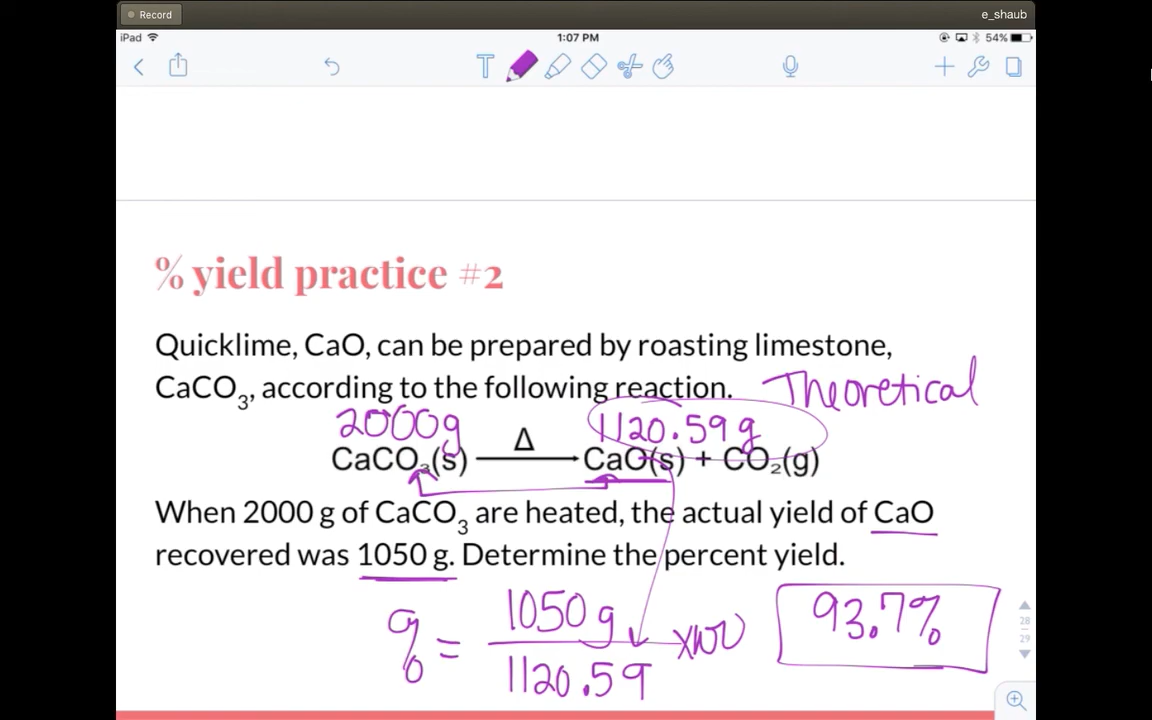 Record
e_shaub
iPad
1:07 PM
54%
T
% yield practice #2
Quicklime, CaO, can be prepared by roasting limestone,
CaCO₃, according to the following reaction.
Theoretical
2000g
1120.59 g
Δ
CaCO₃(s) → CaO(s) + CO₂(g)
When 2000 g of CaCO₃ are heated, the actual yield of CaO
recovered was 1050 g. Determine the percent yield.
1050 g
% = x100
1120.59
93.7%
28
29